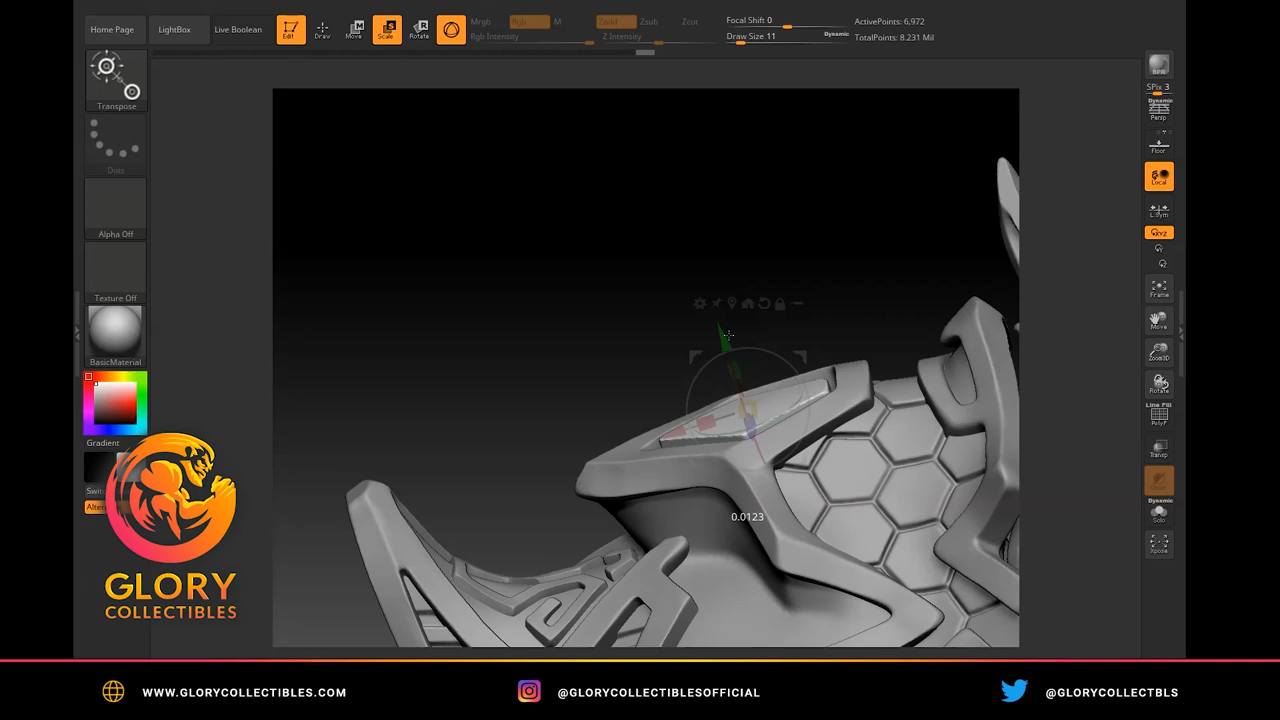 Home Page LightBox Live Boolean Edit Draw Move Scale Rotate Mrgb Rgb M Zadd Zsub Zcut Focal Shift 0 ActivePoints: 6,972
Rgb Intensity Z Intensity Draw Size 11 Dynamic TotalPoints: 8.231 Mil
Transpose
Dots
Alpha Off
Texture Off
BasicMaterial
Gradient
BPR
SPix 3
Dynamic
Persp
Floor
Local
L.Sym
XYZ
Frame
Move
Zoom3D
Rotate
Line Fill
PolyF
Transp
Dynamic
Solo
Xpose
0.0123
GLORY
COLLECTIBLES
WWW.GLORYCOLLECTIBLES.COM @GLORYCOLLECTIBLESOFFICIAL @GLORYCOLLECTBLS